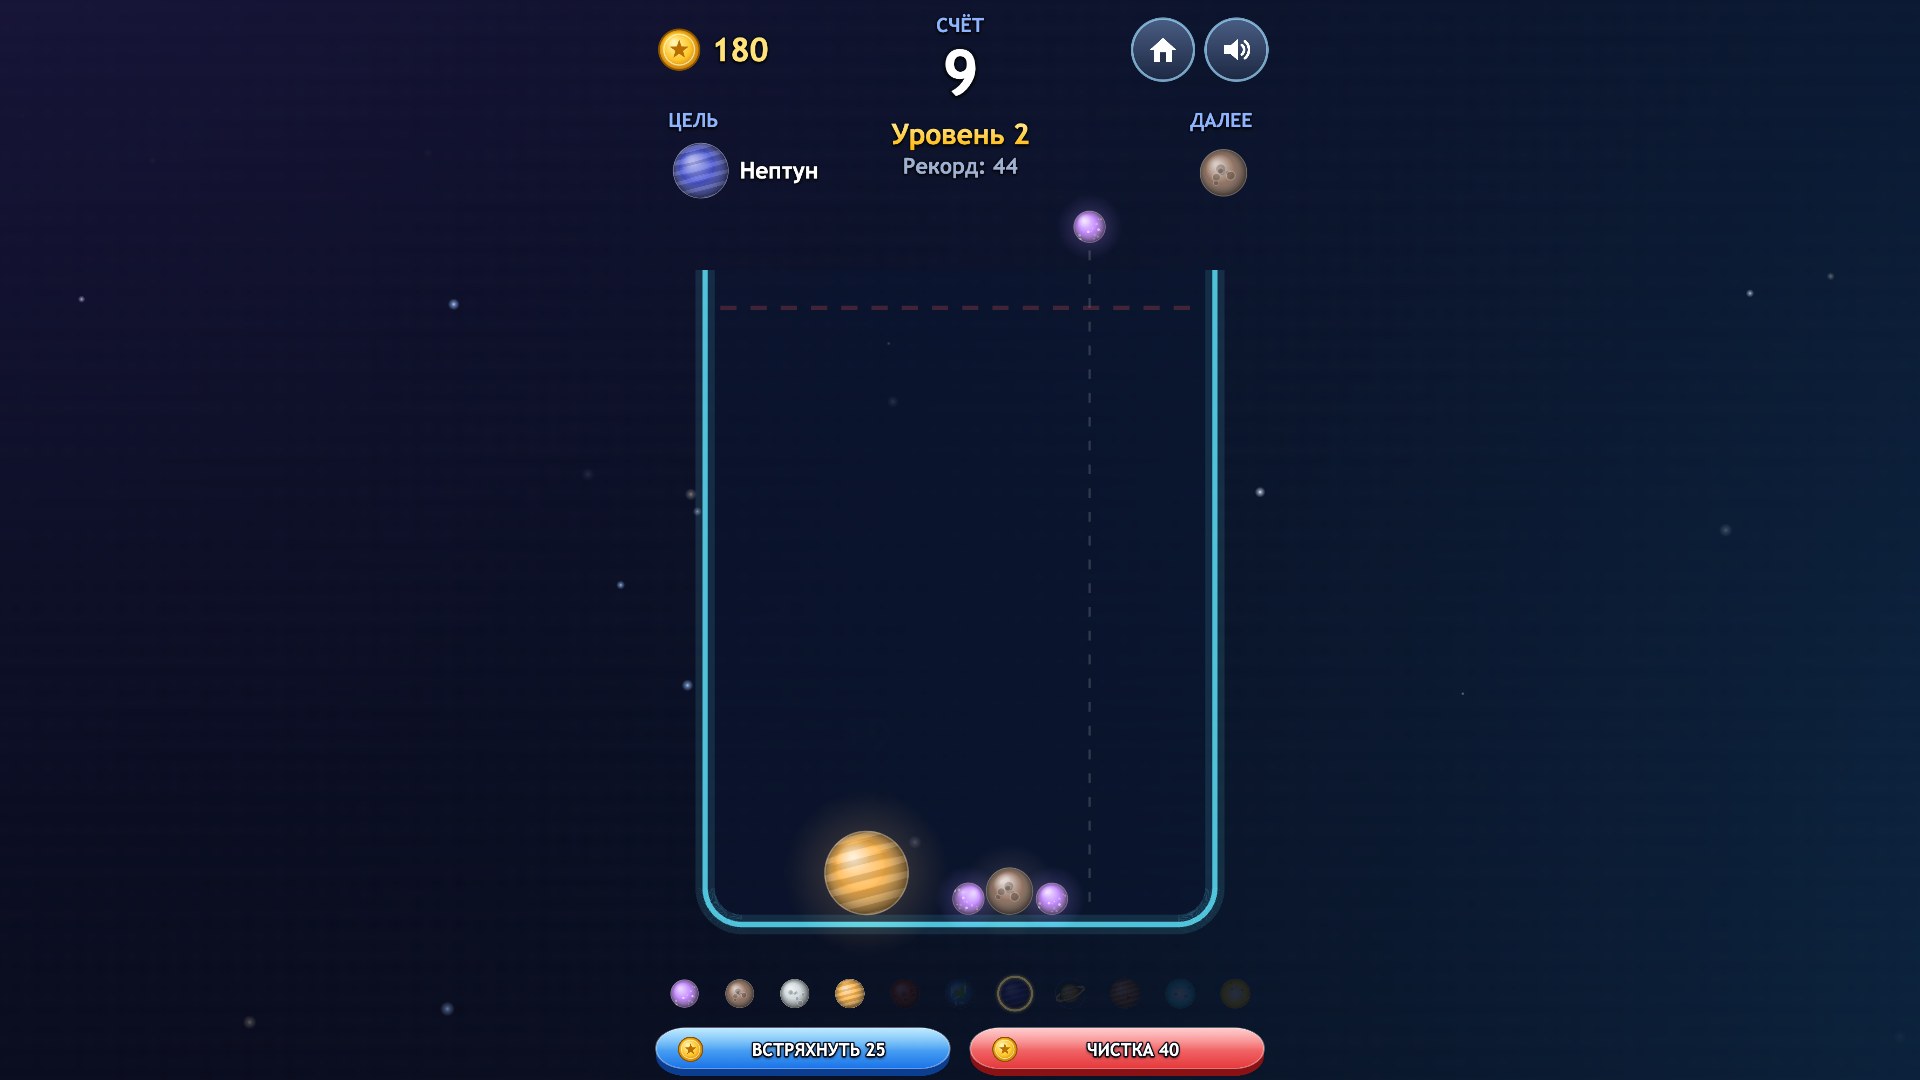 180
СЧЁТ
9
ЦЕЛЬ
Нептун
Уровень 2
Рекорд: 44
ДАЛЕЕ
ВСТРЯХНУТЬ 25
ЧИСТКА 40